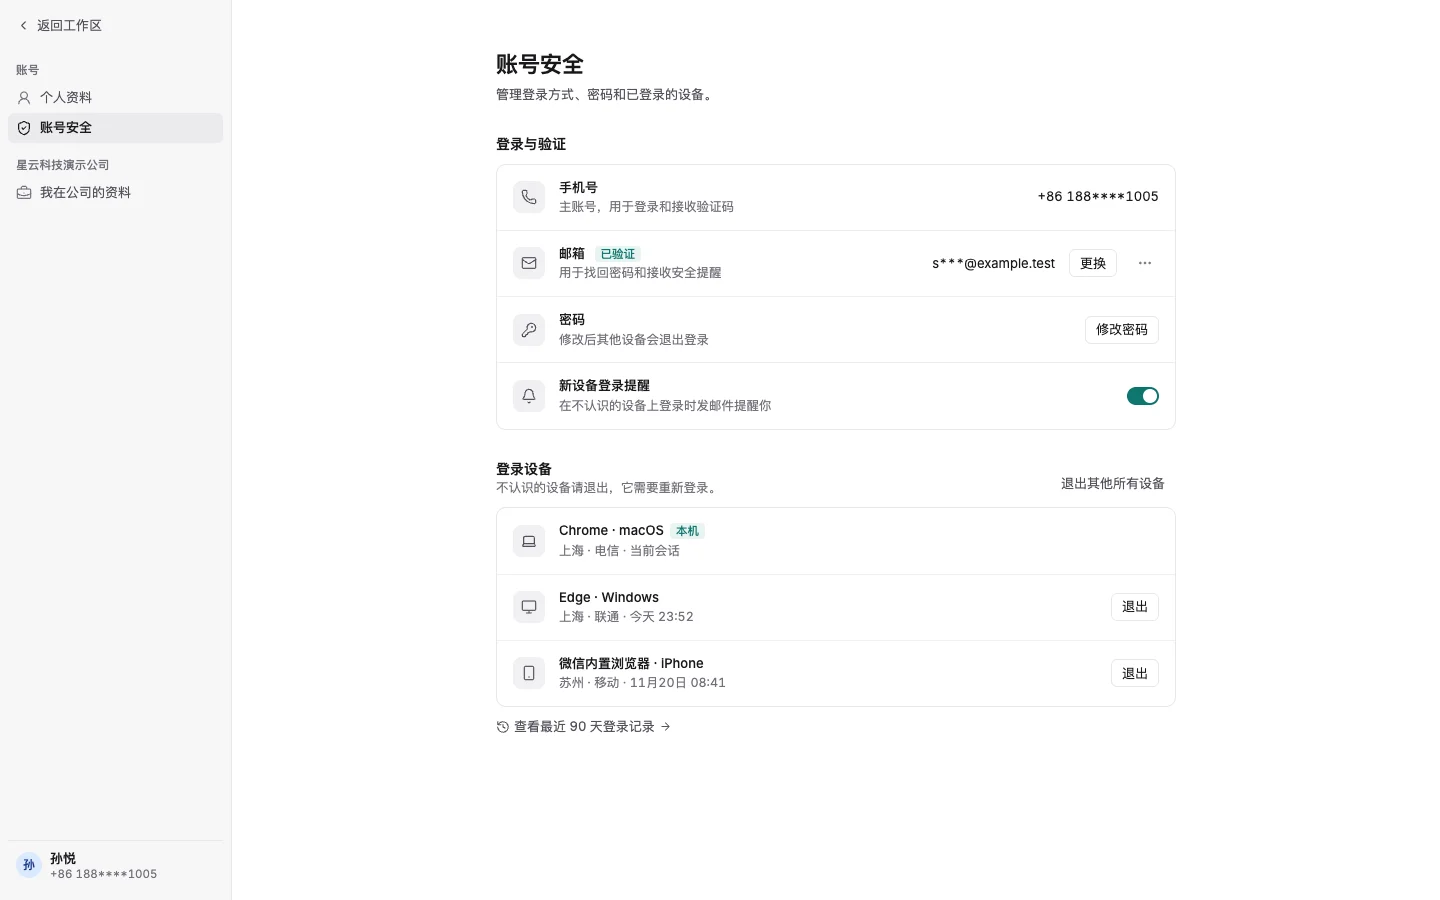 返回工作区
账号
个人资料
账号安全
星云科技演示公司
我在公司的资料
孙
孙悦
+86 188****1005
账号安全
管理登录方式、密码和已登录的设备。
登录与验证
手机号
主账号，用于登录和接收验证码
+86 188****1005
邮箱 已验证
用于找回密码和接收安全提醒
s***@example.test 更换 ···
密码
修改后其他设备会退出登录
修改密码
新设备登录提醒
在不认识的设备上登录时发邮件提醒你
登录设备
不认识的设备请退出，它需要重新登录。
退出其他所有设备
Chrome · macOS 本机
上海 · 电信 · 当前会话
Edge · Windows
上海 · 联通 · 今天 23:52
退出
微信内置浏览器 · iPhone
苏州 · 移动 · 11月20日 08:41
退出
查看最近 90 天登录记录 →